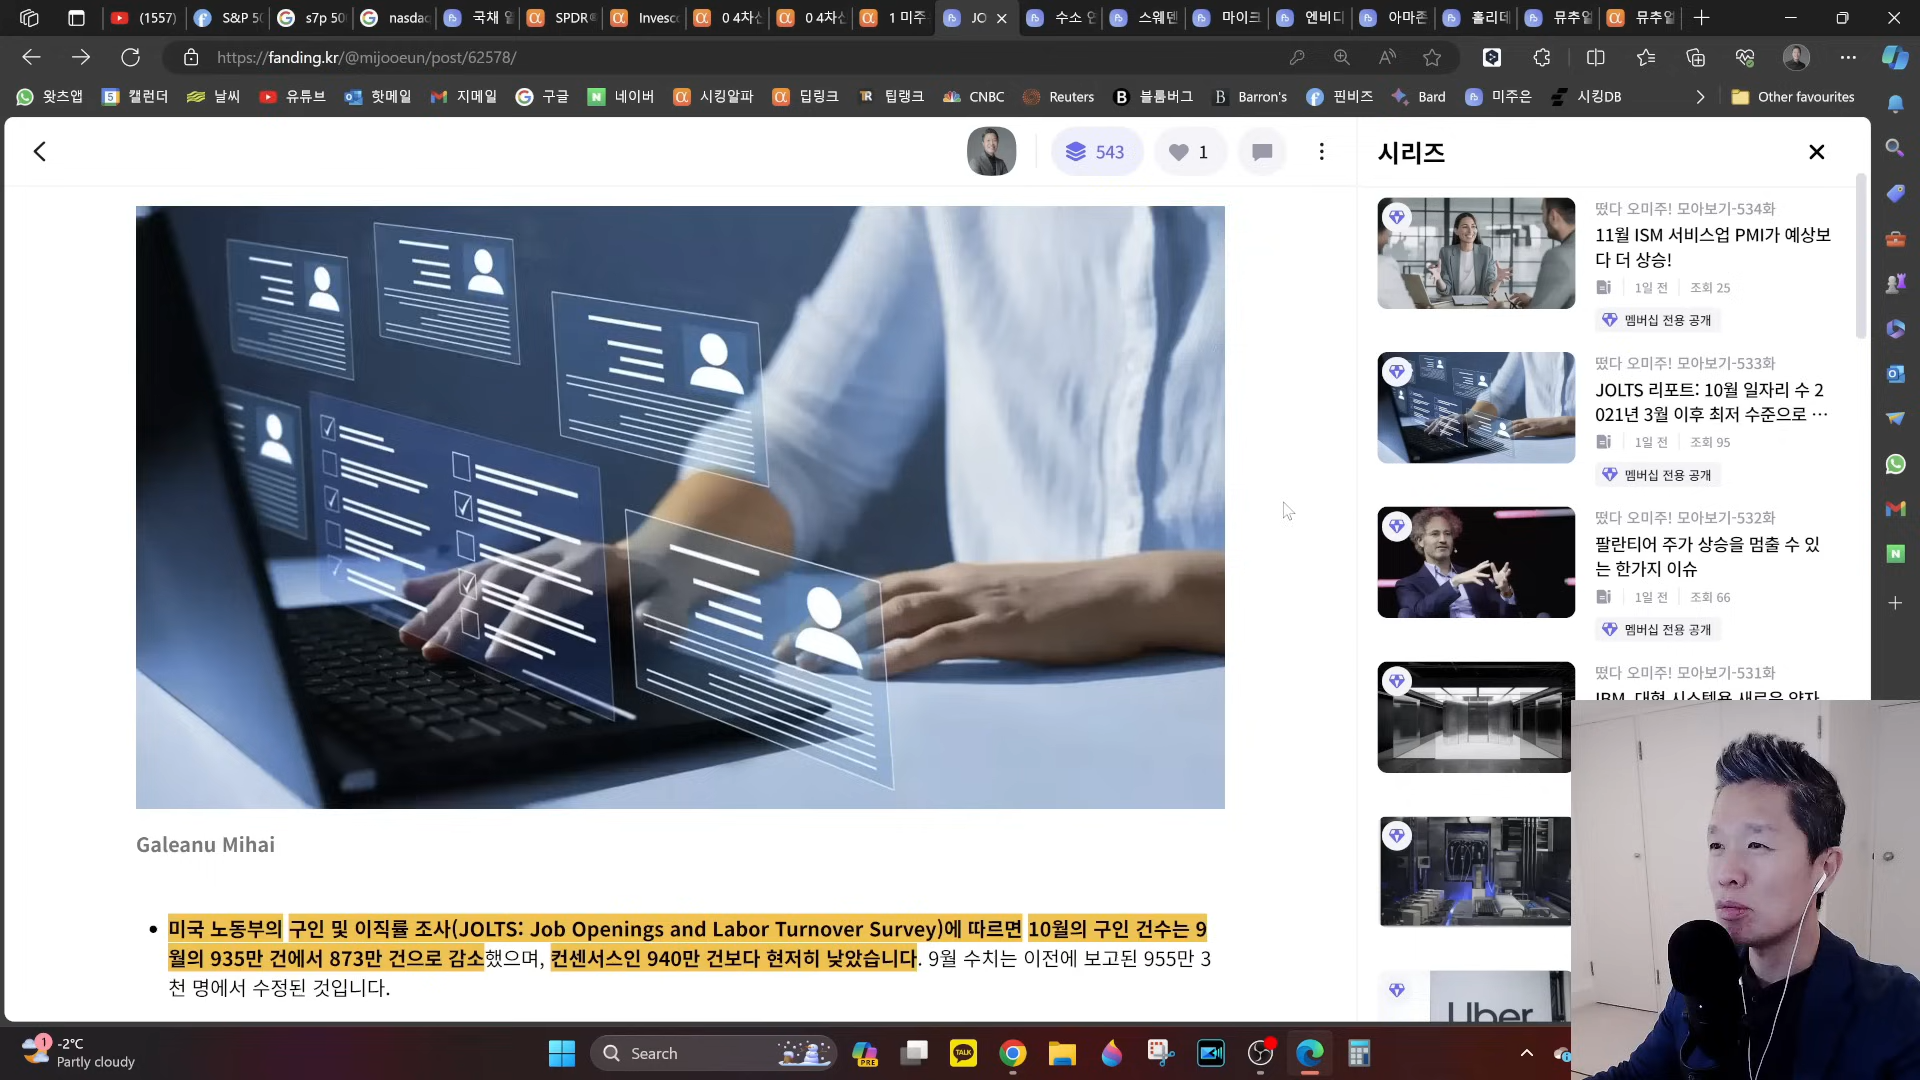 (1557)
S&P 50
s7p 50
nasdaq
국채 일
SPDR®
Invesco
0 4차산
0 4차산
1 미주
JO
수소 연
스웨덴
마이크
엔비디
아마존
홀리데
뮤추얼
뮤추얼
https://fanding.kr/@mijooeun/post/62578/
왓츠앱
캘린더
날씨
유튜브
핫메일
지메일
구글
네이버
시킹알파
딥링크
팁랭크
CNBC
Reuters
블룸버그
Barron's
핀비즈
Bard
미주은
시킹DB
Other favourites
543
1
시리즈
떴다 오미주! 모아보기-534화
11월 ISM 서비스업 PMI가 예상보
다 더 상승!
1일 전
조회 25
멤버십 전용 공개
떴다 오미주! 모아보기-533화
JOLTS 리포트: 10월 일자리 수 2
021년 3월 이후 최저 수준으로 …
1일 전
조회 95
멤버십 전용 공개
떴다 오미주! 모아보기-532화
팔란티어 주가 상승을 멈출 수 있
는 한가지 이슈
1일 전
조회 66
멤버십 전용 공개
떴다 오미주! 모아보기-531화
Uber
Galeanu Mihai
• 미국 노동부의 구인 및 이직률 조사(JOLTS: Job Openings and Labor Turnover Survey)에 따르면 10월의 구인 건수는 9
월의 935만 건에서 873만 건으로 감소했으며, 컨센서스인 940만 건보다 현저히 낮았습니다. 9월 수치는 이전에 보고된 955만 3
천 명에서 수정된 것입니다.
1
-2°C
Partly cloudy
Search
PRE
TALK